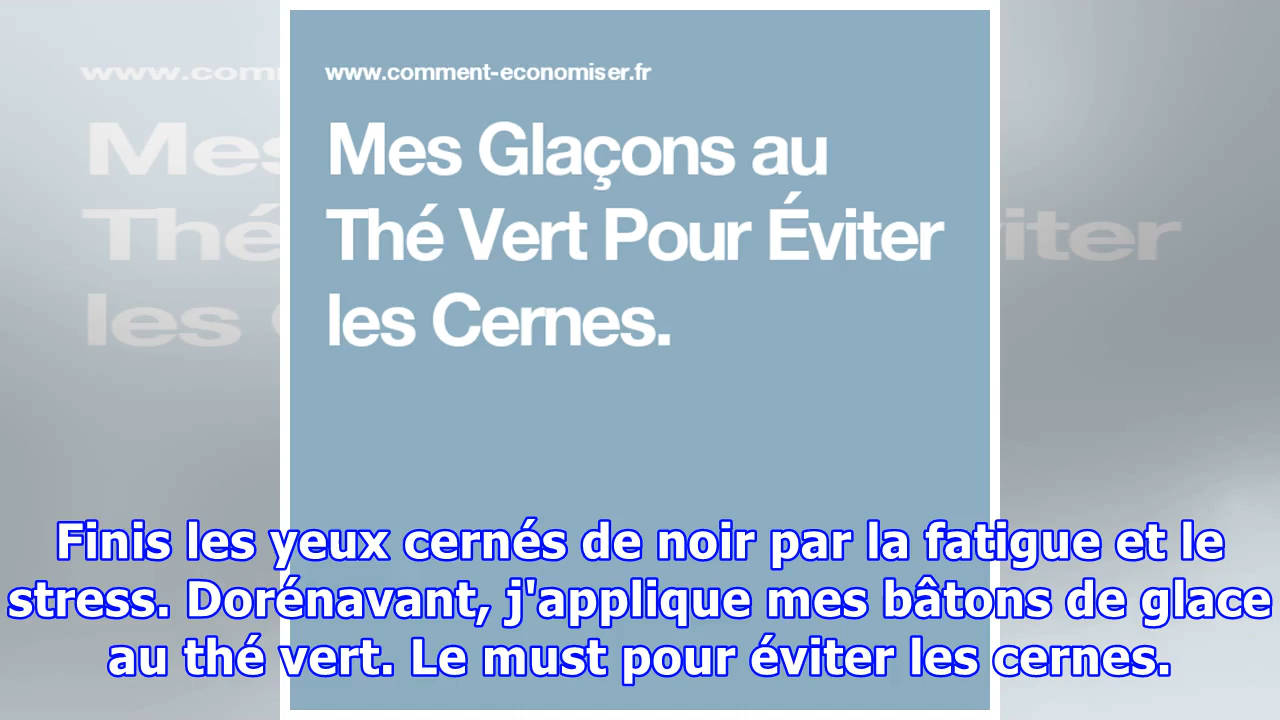 www.comment-economiser.fr
Mes Glaçons au
Thé Vert Pour Éviter
les Cernes.
Finis les yeux cernés de noir par la fatigue et le
stress. Dorénavant, j'applique mes bâtons de glace
au thé vert. Le must pour éviter les cernes.